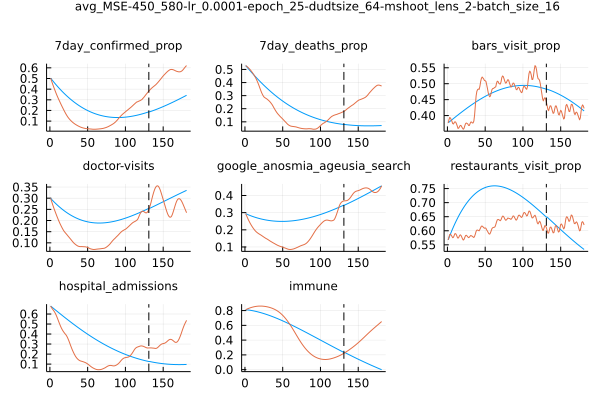 avg_MSE-450_580-lr_0.0001-epoch_25-dudtsize_64-mshoot_lens_2-batch_size_16
7day_confirmed_prop 7day_deaths_prop bars_visit_prop
0.6 0.6 0.55
0.5 0.5 0.50
0.4 0.4 0.45
0.3 0.3 0.40
0.2 0.2
0.1 0.1
0 50 100 150 0 50 100 150 0 50 100 150
doctor-visits google_anosmia_ageusia_search restaurants_visit_prop
0.35 0.4 0.75
0.30 0.3 0.70
0.25 0.2 0.65
0.20 0.1 0.60
0.15 0.55
0.10
0 50 100 150 0 50 100 150 0 50 100 150
hospital_admissions immune
0.6 0.8
0.5 0.6
0.4 0.4
0.3 0.2
0.2 0.0
0.1
0 50 100 150 0 50 100 150